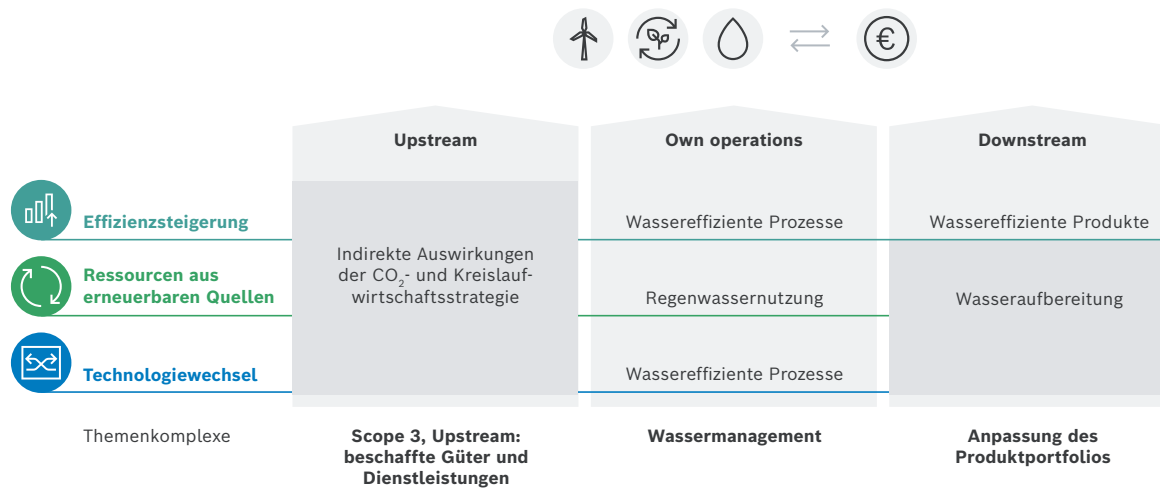 €
Upstream
Own operations
Downstream
Effizienzsteigerung
Wassereffiziente Prozesse
Wassereffiziente Produkte
Indirekte Auswirkungen
der CO₂- und Kreislauf-
wirtschaftsstrategie
Ressourcen aus
erneuerbaren Quellen
Regenwassernutzung
Wasseraufbereitung
Technologiewechsel
Wassereffiziente Prozesse
Themenkomplexe
Scope 3, Upstream:
beschaffte Güter und
Dienstleistungen
Wassermanagement
Anpassung des
Produktportfolios